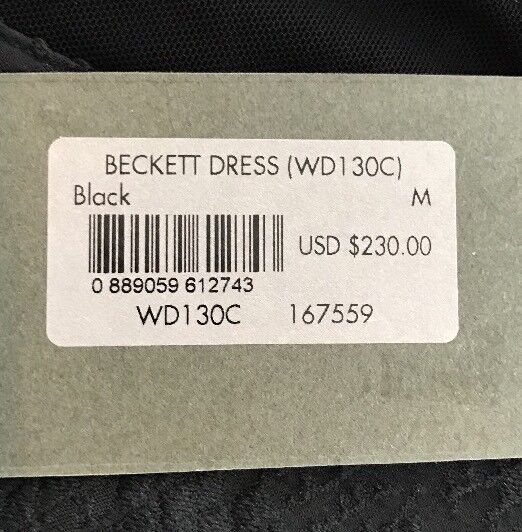 BECKETT DRESS (WD130C)
Black M
USD $230.00
0 889059 612743
WD130C 167559